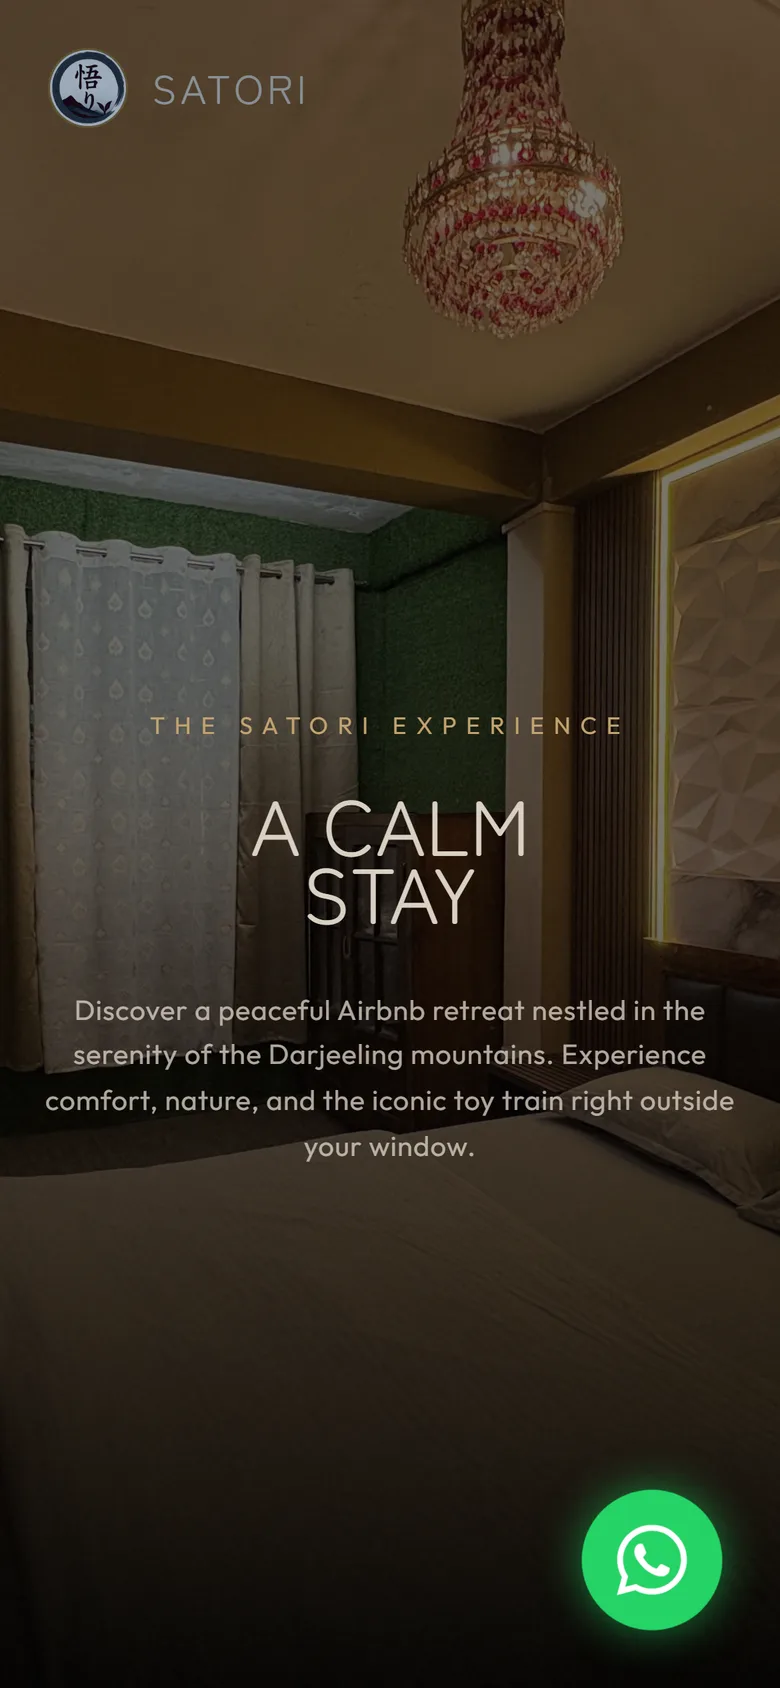 悟り
SATORI
THE SATORI EXPERIENCE
A CALM
STAY
Discover a peaceful Airbnb retreat nestled in the
serenity of the Darjeeling mountains. Experience
comfort, nature, and the iconic toy train right outside
your window.